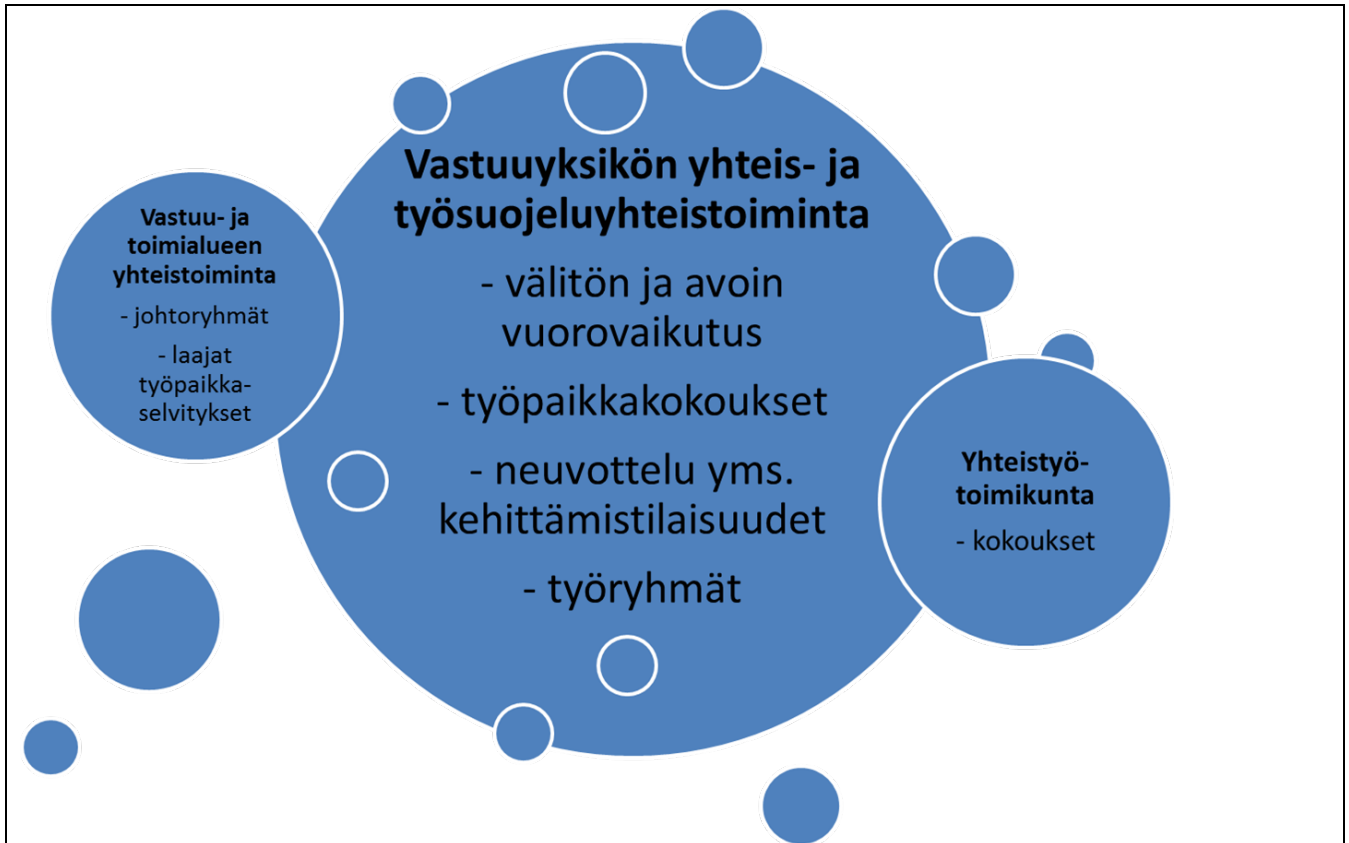 Vastuu- ja
toimialueen
yhteistoiminta
- johtoryhmät
- laajat
työpaikka-
selvitykset
Vastuuyksikön yhteis- ja
työsuojeluyhteistoiminta
- välitön ja avoin
vuorovaikutus
- työpaikkakokoukset
- neuvottelu yms.
kehittämistilaisuudet
- työryhmät
Yhteistyö-
toimikunta
- kokoukset